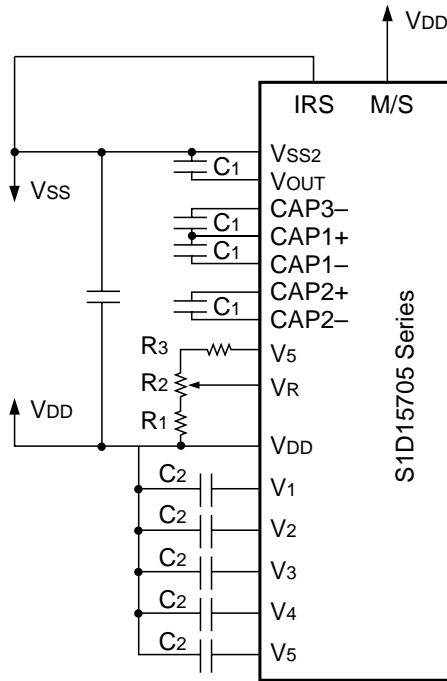 VDD
IRS M/S
VSS2
C1
VSS
VOUT
CAP3–
C1
CAP1+
C1
CAP1–
CAP2+
C1
CAP2–
R3
V5
R2
VR
VDD
R1
VDD
C2
V1
C2
V2
C2
V3
C2
V4
C2
V5
S1D15705 Series